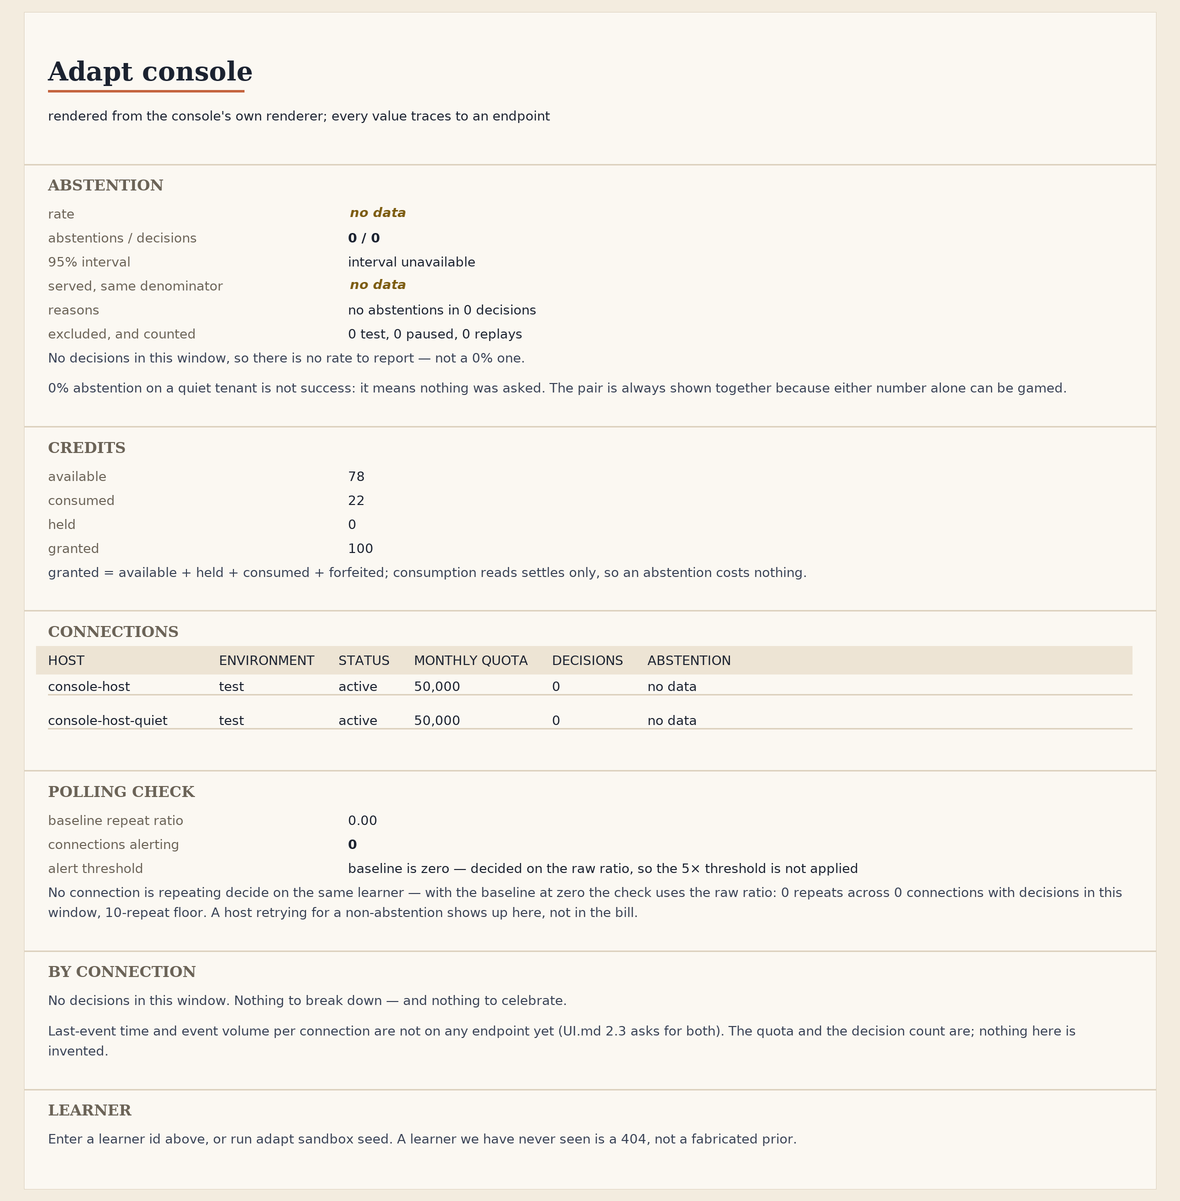 Adapt console
rendered from the console's own renderer; every value traces to an endpoint
ABSTENTION
rate no data
abstentions / decisions 0 / 0
95% interval interval unavailable
served, same denominator no data
reasons no abstentions in 0 decisions
excluded, and counted 0 test, 0 paused, 0 replays
No decisions in this window, so there is no rate to report — not a 0% one.
0% abstention on a quiet tenant is not success: it means nothing was asked. The pair is always shown together because either number alone can be gamed.
CREDITS
available 78
consumed 22
held 0
granted 100
granted = available + held + consumed + forfeited; consumption reads settles only, so an abstention costs nothing.
CONNECTIONS
HOST ENVIRONMENT STATUS MONTHLY QUOTA DECISIONS ABSTENTION
console-host test active 50,000 0 no data
console-host-quiet test active 50,000 0 no data
POLLING CHECK
baseline repeat ratio 0.00
connections alerting 0
alert threshold baseline is zero — decided on the raw ratio, so the 5× threshold is not applied
No connection is repeating decide on the same learner — with the baseline at zero the check uses the raw ratio: 0 repeats across 0 connections with decisions in this
window, 10-repeat floor. A host retrying for a non-abstention shows up here, not in the bill.
BY CONNECTION
No decisions in this window. Nothing to break down — and nothing to celebrate.
Last-event time and event volume per connection are not on any endpoint yet (UI.md 2.3 asks for both). The quota and the decision count are; nothing here is
invented.
LEARNER
Enter a learner id above, or run adapt sandbox seed. A learner we have never seen is a 404, not a fabricated prior.